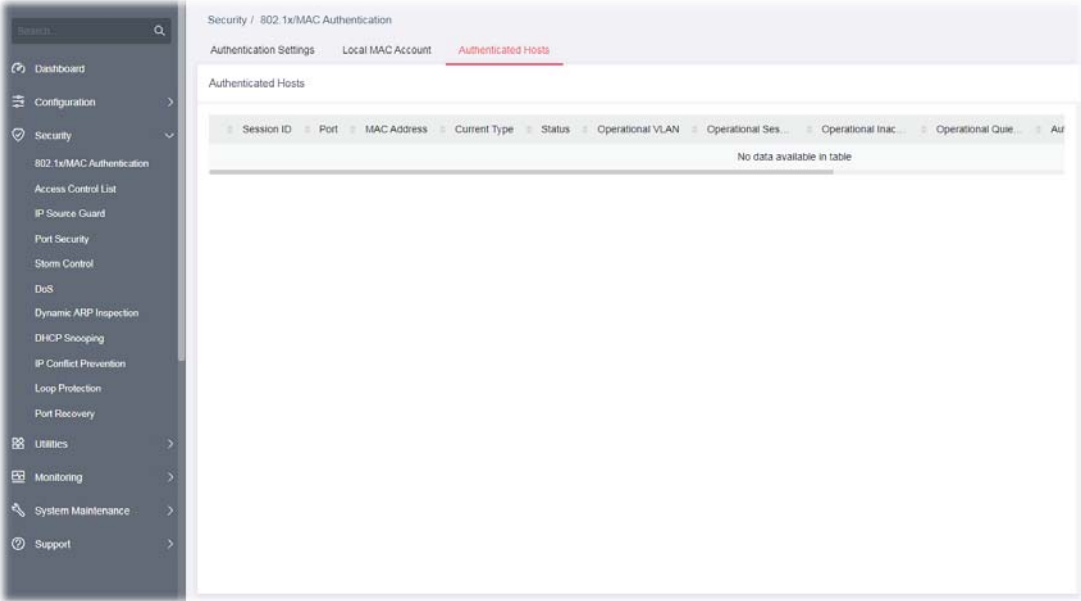 Search...
Dashboard
Configuration
Security
802.1x/MAC Authentication
Access Control List
IP Source Guard
Port Security
Storm Control
DoS
Dynamic ARP Inspection
DHCP Snooping
IP Conflict Prevention
Loop Protection
Port Recovery
Utilities
Monitoring
System Maintenance
Support
Security / 802.1x/MAC Authentication
Authentication Settings Local MAC Account Authenticated Hosts
Authenticated Hosts
Session ID Port MAC Address Current Type Status Operational VLAN Operational Ses... Operational Inac... Operational Quie... Aut
No data available in table